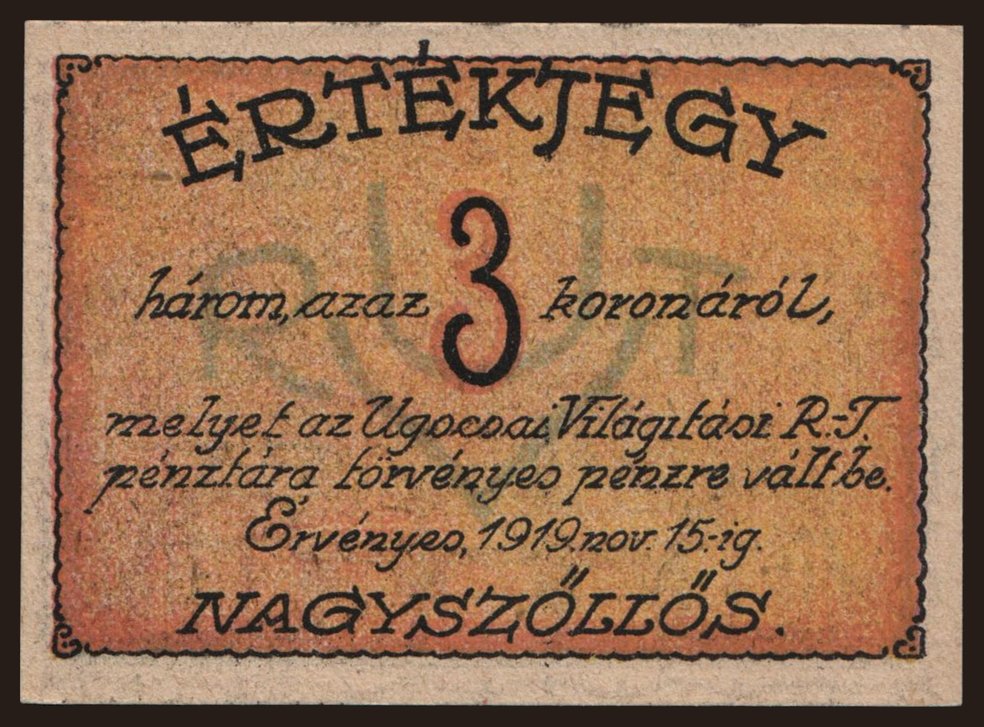 ÉRTÉKJEGY
három, azaz 3 koronáról,
melyet az Ugocsai Világítási R.-T.
pénztára törvényes pénzre vált be.
Érvényes, 1919. nov. 15.-ig.
NAGYSZŐLLŐS.